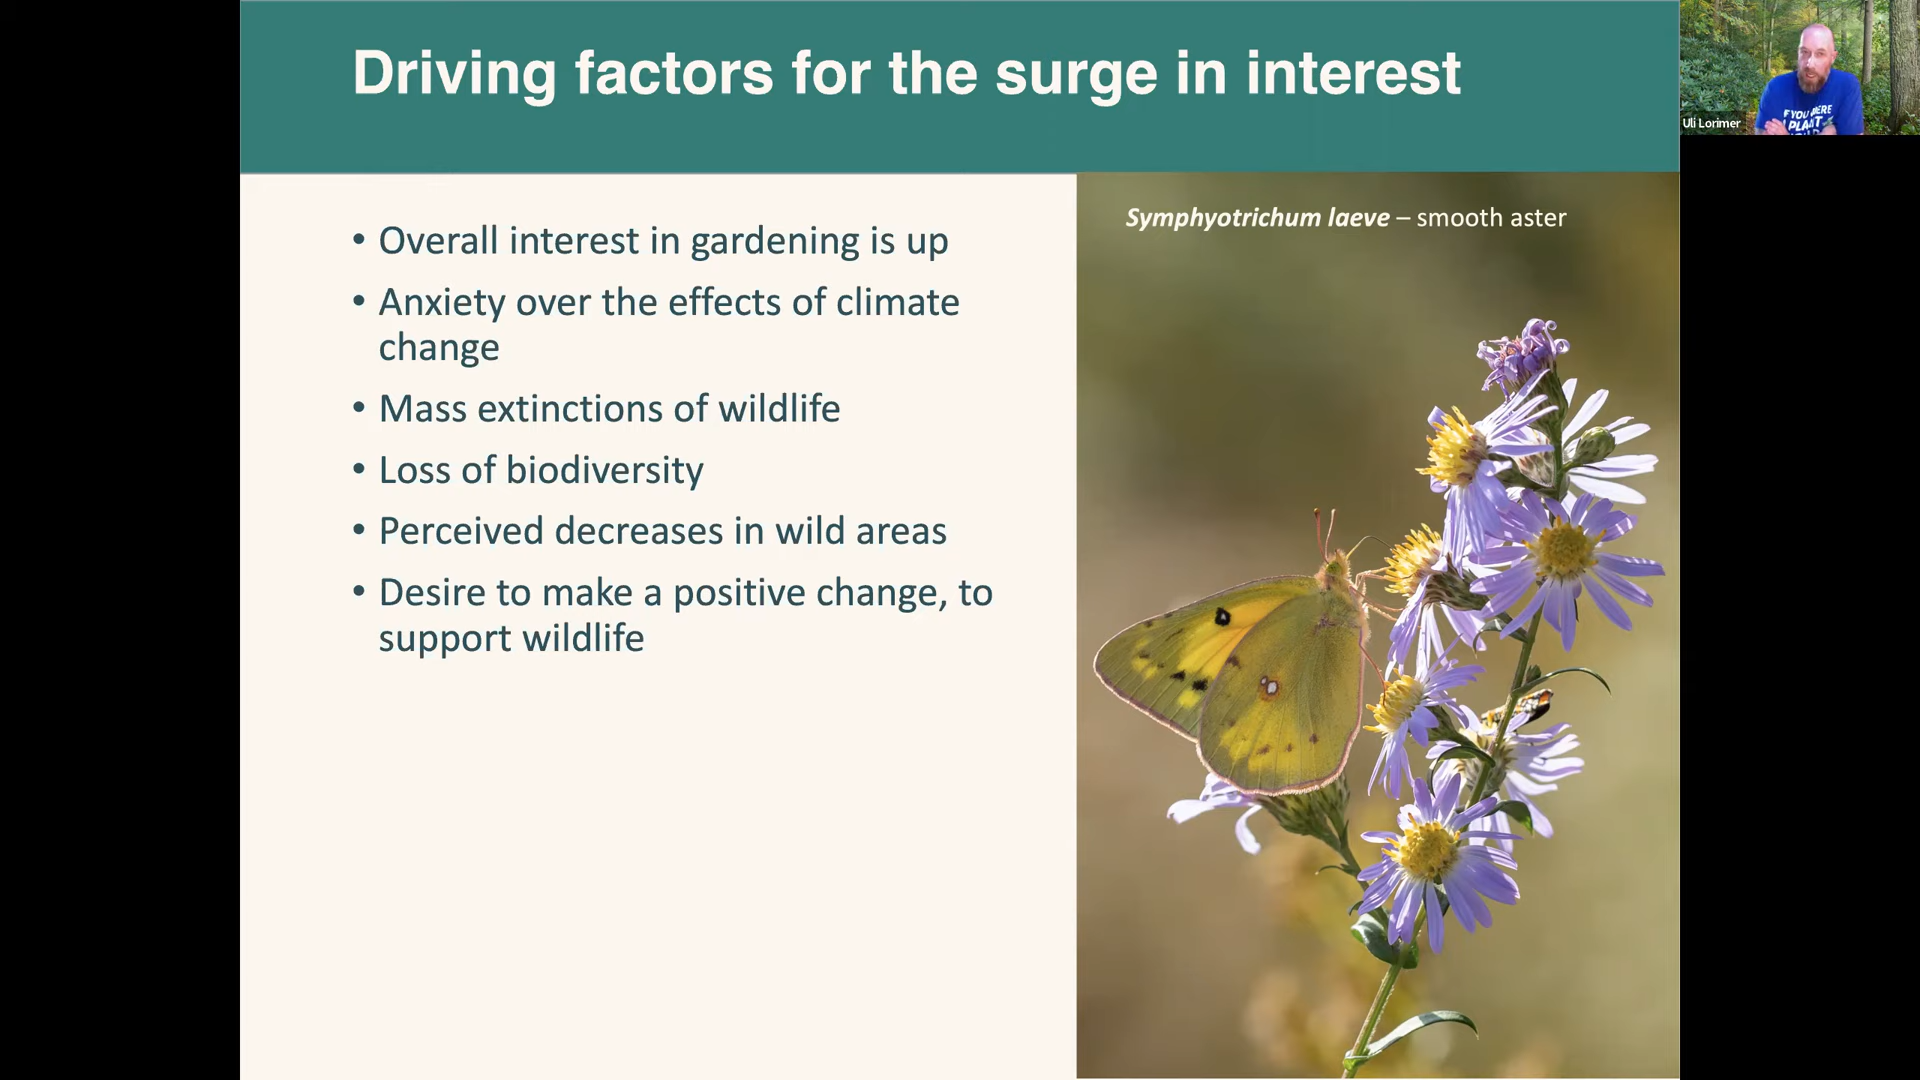 Driving factors for the surge in interest
• Overall interest in gardening is up
• Anxiety over the effects of climate
change
• Mass extinctions of wildlife
• Loss of biodiversity
• Perceived decreases in wild areas
• Desire to make a positive change, to
support wildlife
Symphyotrichum laeve – smooth aster
Uli Lorimer